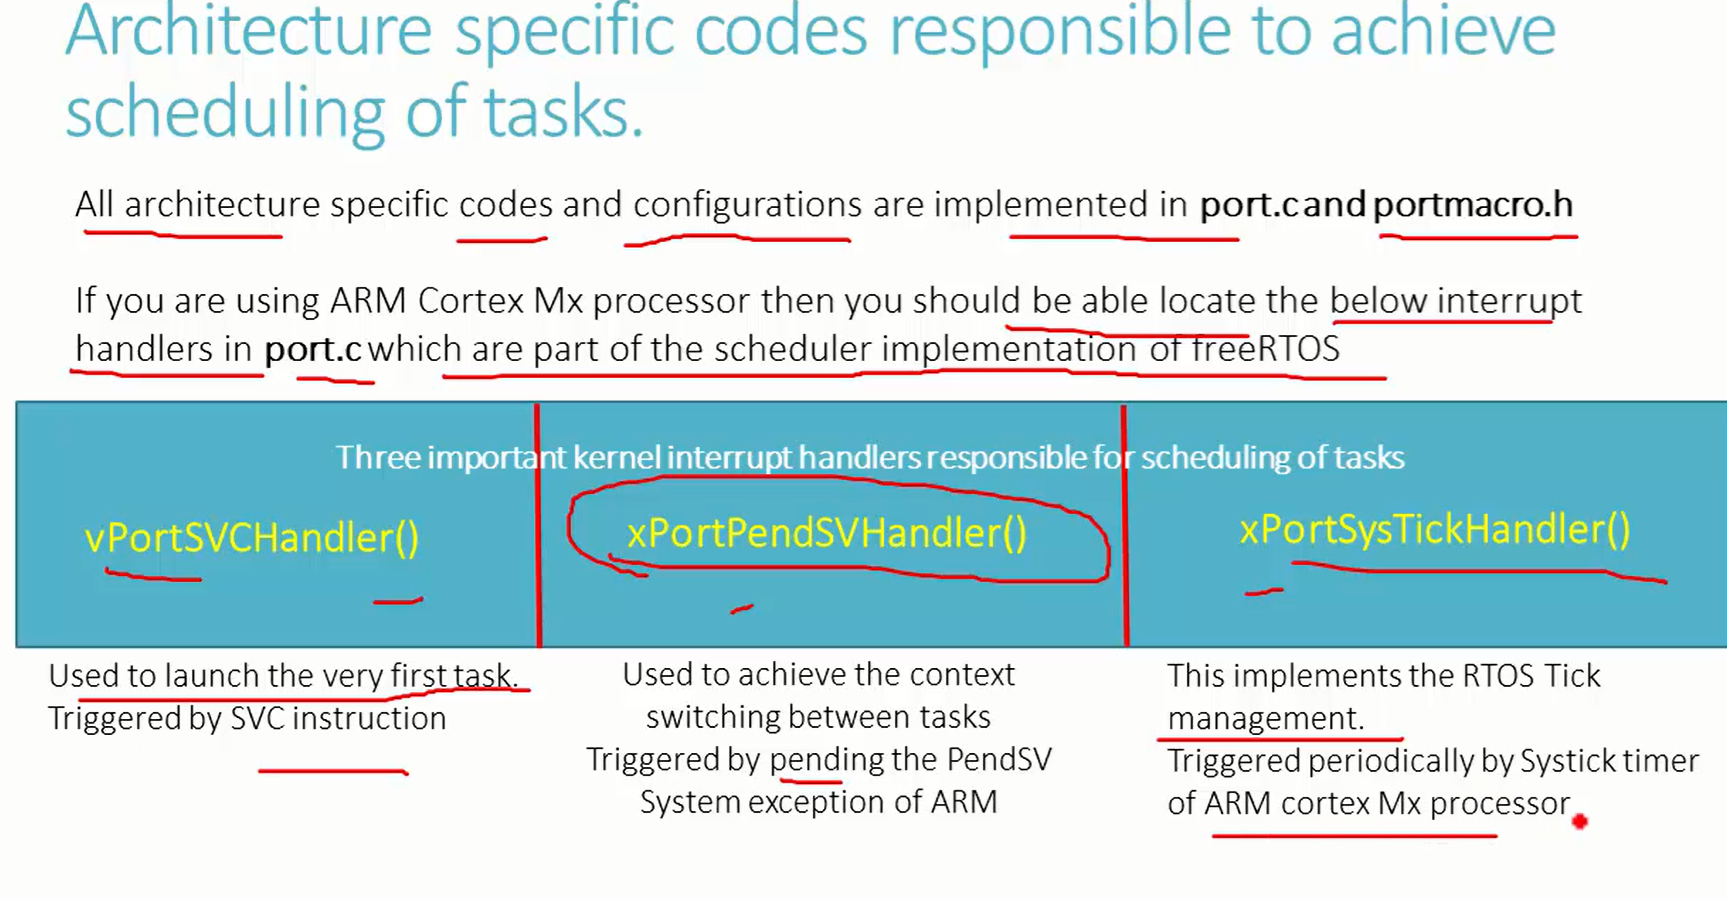 Architecture specific codes responsible to achieve
scheduling of tasks.
All architecture specific codes and configurations are implemented in port.c and portmacro.h
If you are using ARM Cortex Mx processor then you should be able locate the below interrupt
handlers in port.c which are part of the scheduler implementation of freeRTOS
Three important kernel interrupt handlers responsible for scheduling of tasks
vPortSVCHandler()
xPortPendSVHandler()
xPortSysTickHandler()
Used to launch the very first task.
Triggered by SVC instruction
Used to achieve the context
switching between tasks
Triggered by pending the PendSV
System exception of ARM
This implements the RTOS Tick
management.
Triggered periodically by Systick timer
of ARM cortex Mx processor